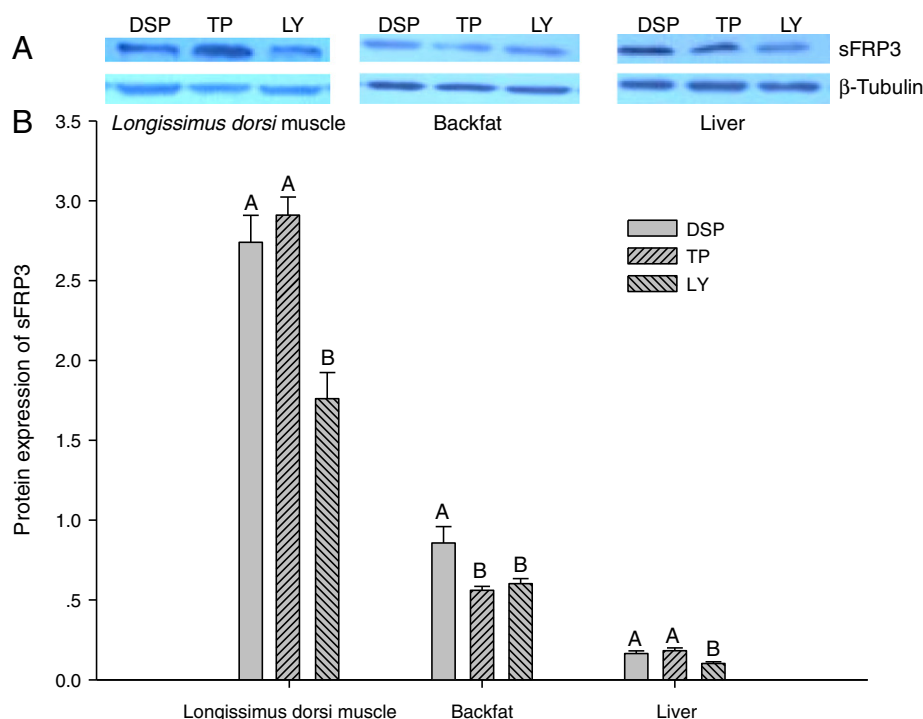 A
DSP TP LY DSP TP LY DSP TP LY
sFRP3
β-Tubulin
Longissimus dorsi muscle Backfat Liver
B
Protein expression of sFRP3
3.5
3.0
2.5
2.0
1.5
1.0
.5
0.0
A A B
A B B
A A B
DSP
TP
LY
Longissimus dorsi muscle Backfat Liver